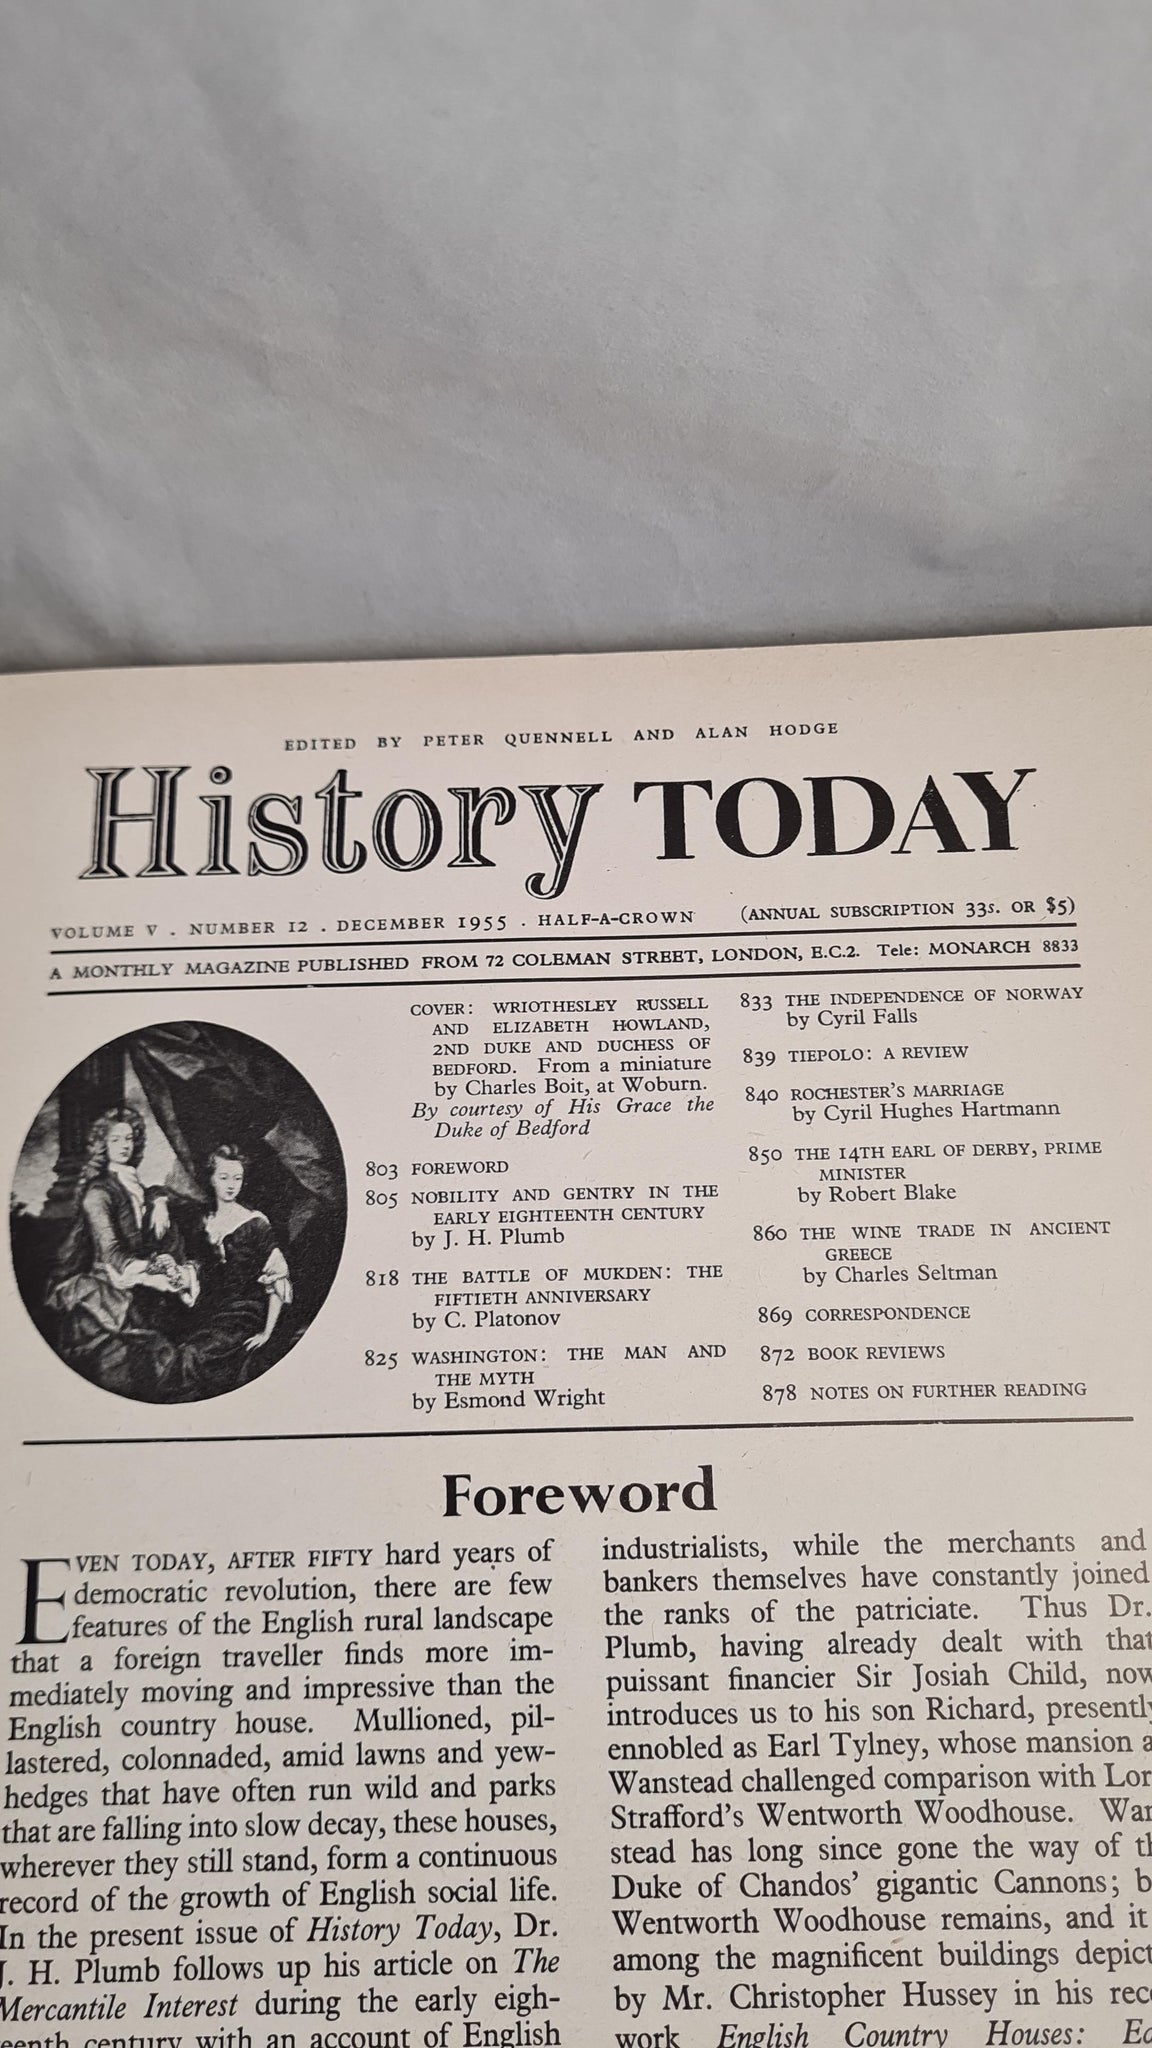 EDITED BY PETER QUENNELL AND ALAN HODGE
History TODAY
VOLUME V . NUMBER 12 . DECEMBER 1955 . HALF-A-CROWN (ANNUAL SUBSCRIPTION 33s. OR $5)
A MONTHLY MAGAZINE PUBLISHED FROM 72 COLEMAN STREET, LONDON, E.C.2. Tele: MONARCH 8833
COVER: WRIOTHESLEY RUSSELL
AND ELIZABETH HOWLAND,
2ND DUKE AND DUCHESS OF
BEDFORD. From a miniature
by Charles Boit, at Woburn.
By courtesy of His Grace the
Duke of Bedford
803 FOREWORD
805 NOBILITY AND GENTRY IN THE
EARLY EIGHTEENTH CENTURY
by J. H. Plumb
818 THE BATTLE OF MUKDEN: THE
FIFTIETH ANNIVERSARY
by C. Platonov
825 WASHINGTON: THE MAN AND
THE MYTH
by Esmond Wright
833 THE INDEPENDENCE OF NORWAY
by Cyril Falls
839 TIEPOLO: A REVIEW
840 ROCHESTER'S MARRIAGE
by Cyril Hughes Hartmann
850 THE 14TH EARL OF DERBY, PRIME
MINISTER
by Robert Blake
860 THE WINE TRADE IN ANCIENT
GREECE
by Charles Seltman
869 CORRESPONDENCE
872 BOOK REVIEWS
878 NOTES ON FURTHER READING
Foreword
EVEN TODAY, AFTER FIFTY hard years of
democratic revolution, there are few
features of the English rural landscape
that a foreign traveller finds more im-
mediately moving and impressive than the
English country house. Mullioned, pil-
lastered, colonnaded, amid lawns and yew-
hedges that have often run wild and parks
that are falling into slow decay, these houses,
wherever they still stand, form a continuous
record of the growth of English social life.
In the present issue of History Today, Dr.
J. H. Plumb follows up his article on The
Mercantile Interest during the early eigh-
teenth century with an account of English
industrialists, while the merchants and
bankers themselves have constantly joined
the ranks of the patriciate. Thus Dr.
Plumb, having already dealt with that
puissant financier Sir Josiah Child, now
introduces us to his son Richard, presently
ennobled as Earl Tylney, whose mansion a
Wanstead challenged comparison with Lor
Strafford's Wentworth Woodhouse. Wan
stead has long since gone the way of th
Duke of Chandos' gigantic Cannons; b
Wentworth Woodhouse remains, and it
among the magnificent buildings depict
by Mr. Christopher Hussey in his rec
work English Country Houses: Ea